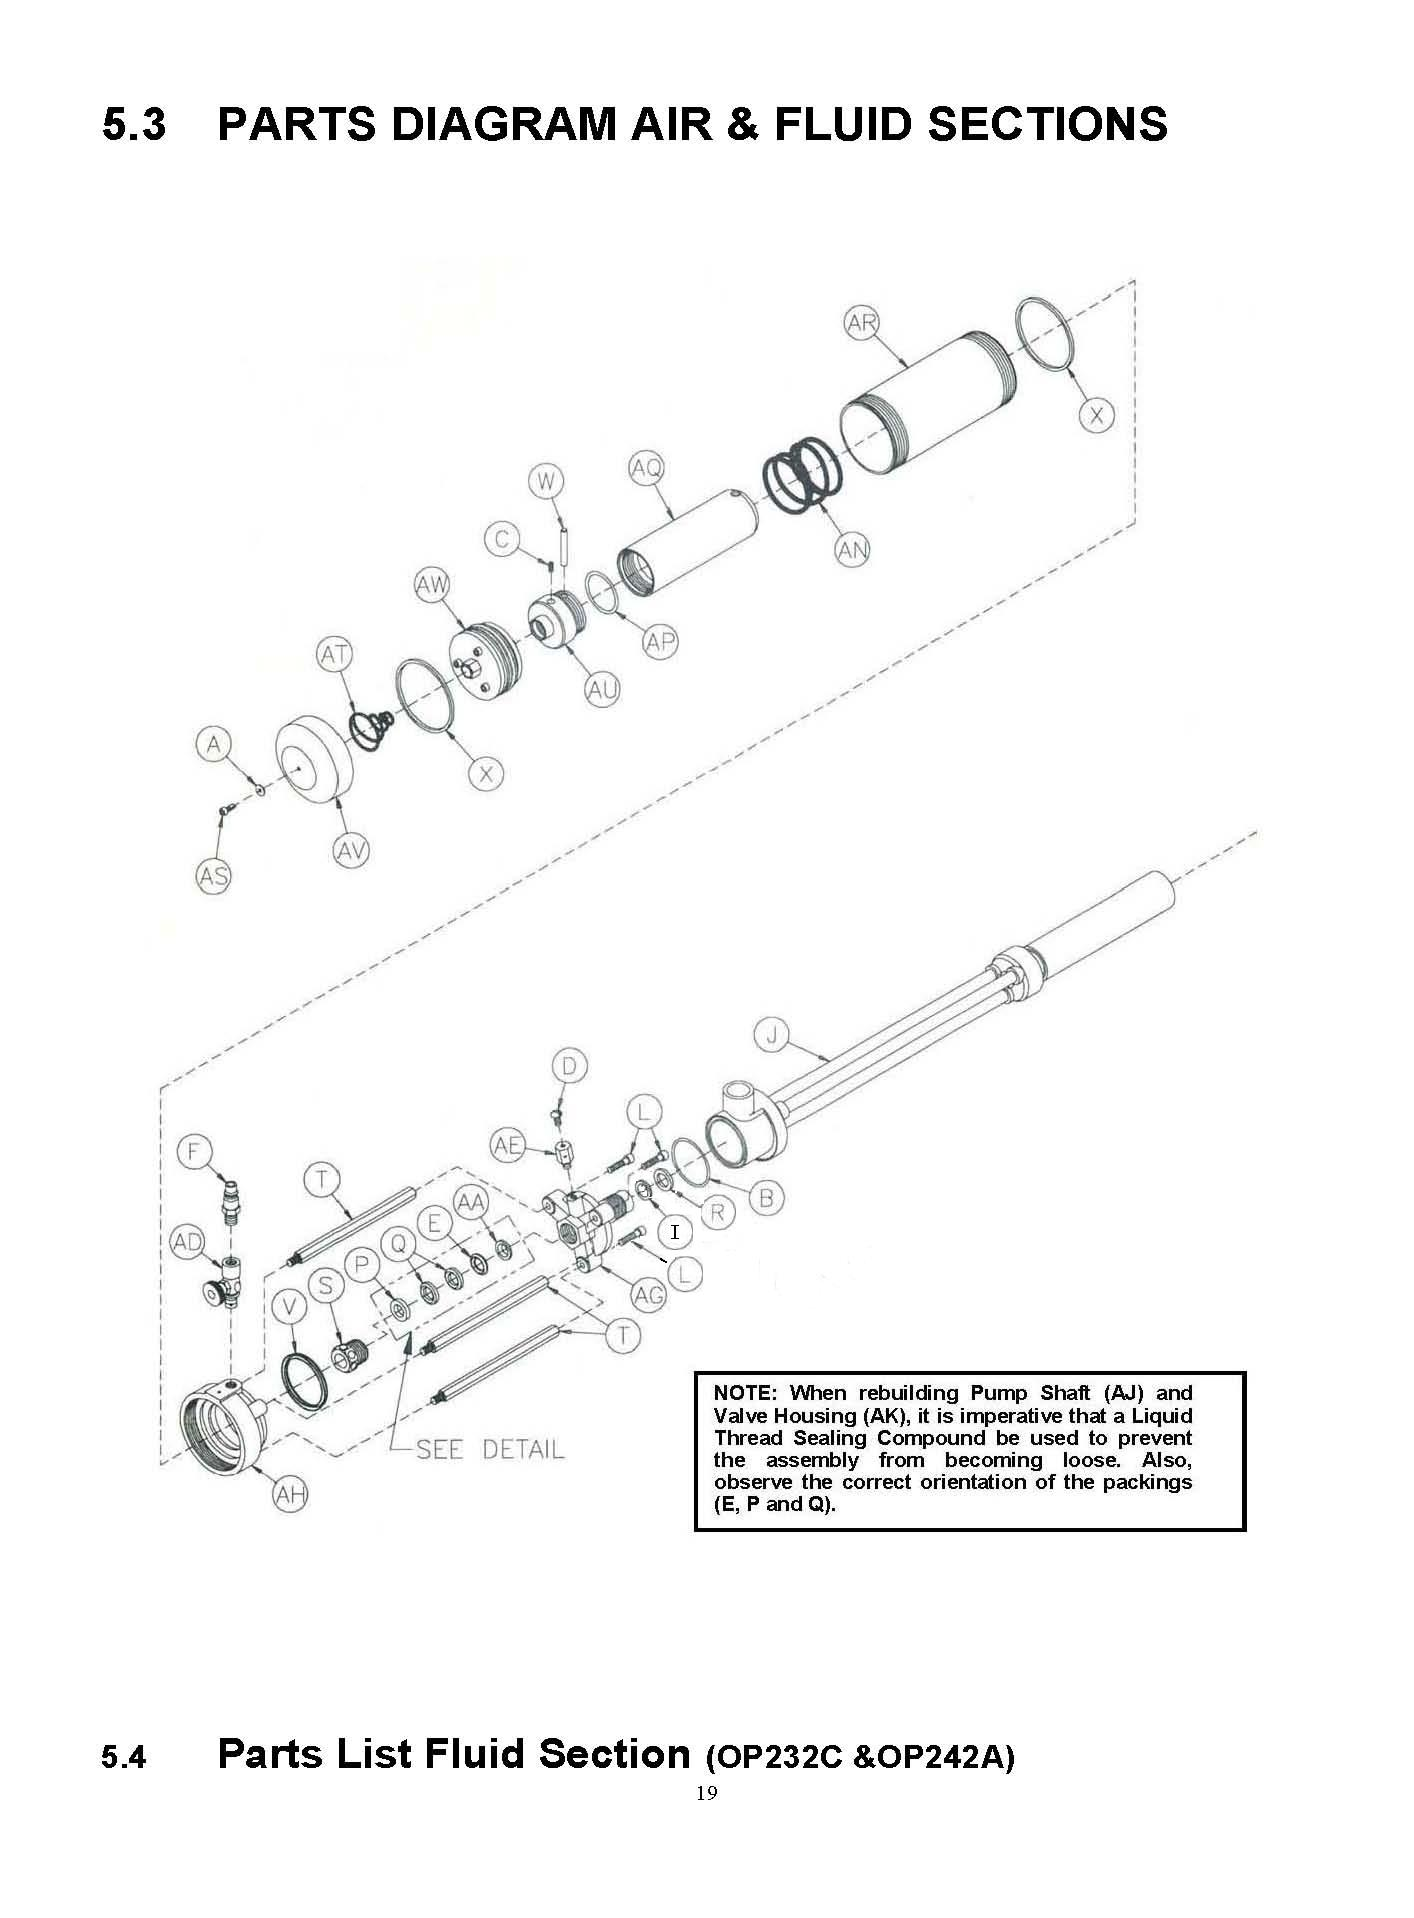 5.3 PARTS DIAGRAM AIR & FLUID SECTIONS
AR
X
AQ
W
AN
C
AW
AP
AT
AU
A
X
AV
AS
J
D
L
F
AE
T
AA
B
R
E
I
AD
Q
P
L
S
AG
V
T
SEE DETAIL
AH
NOTE: When rebuilding Pump Shaft (AJ) and
Valve Housing (AK), it is imperative that a Liquid
Thread Sealing Compound be used to prevent
the assembly from becoming loose. Also,
observe the correct orientation of the packings
(E, P and Q).
5.4 Parts List Fluid Section (OP232C &OP242A)
19